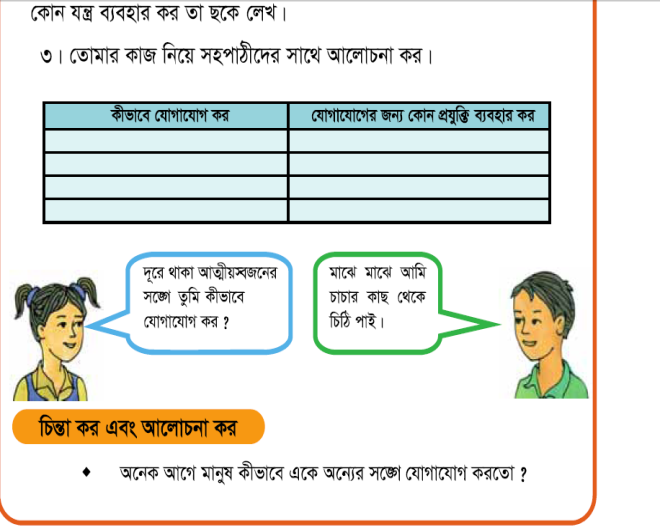 কোন যন্ত্র ব্যবহার কর তা ছকে লেখ।
৩। তোমার কাজ নিয়ে সহপাঠীদের সাথে আলোচনা কর।
কীভাবে যোগাযোগ কর
যোগাযোগের জন্য কোন প্রযুক্তি ব্যবহার কর
দূরে থাকা আত্মীয়স্বজনের
সঙ্গে তুমি কীভাবে
যোগাযোগ কর ?
মাঝে মাঝে আমি
চাচার কাছ থেকে
চিঠি পাই।
চিন্তা কর এবং আলোচনা কর
♦ অনেক আগে মানুষ কীভাবে একে অন্যের সঙ্গে যোগাযোগ করতো ?